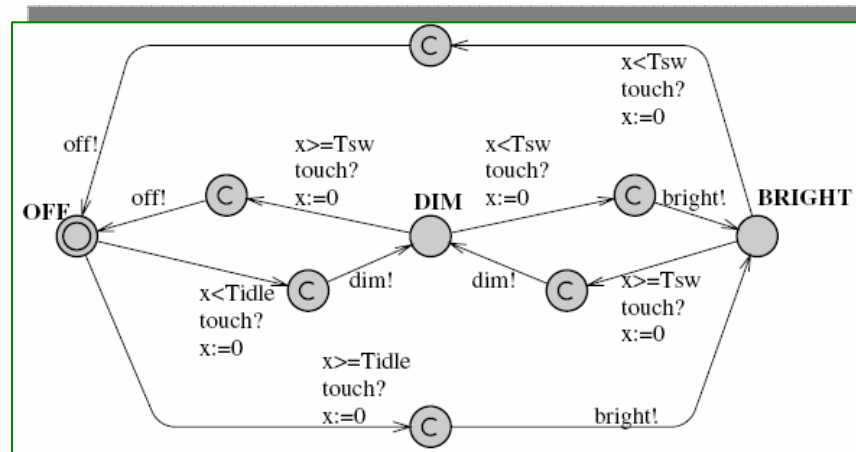 C
x<Tsw
touch?
x:=0
off!
x>=Tsw
touch?
x:=0
x<Tsw
touch?
x:=0
off!
C
C
bright!
OFF
DIM
BRIGHT
x<Tidle
touch?
x:=0
C
dim!
dim!
C
x>=Tsw
touch?
x:=0
x>=Tidle
touch?
x:=0
C
bright!